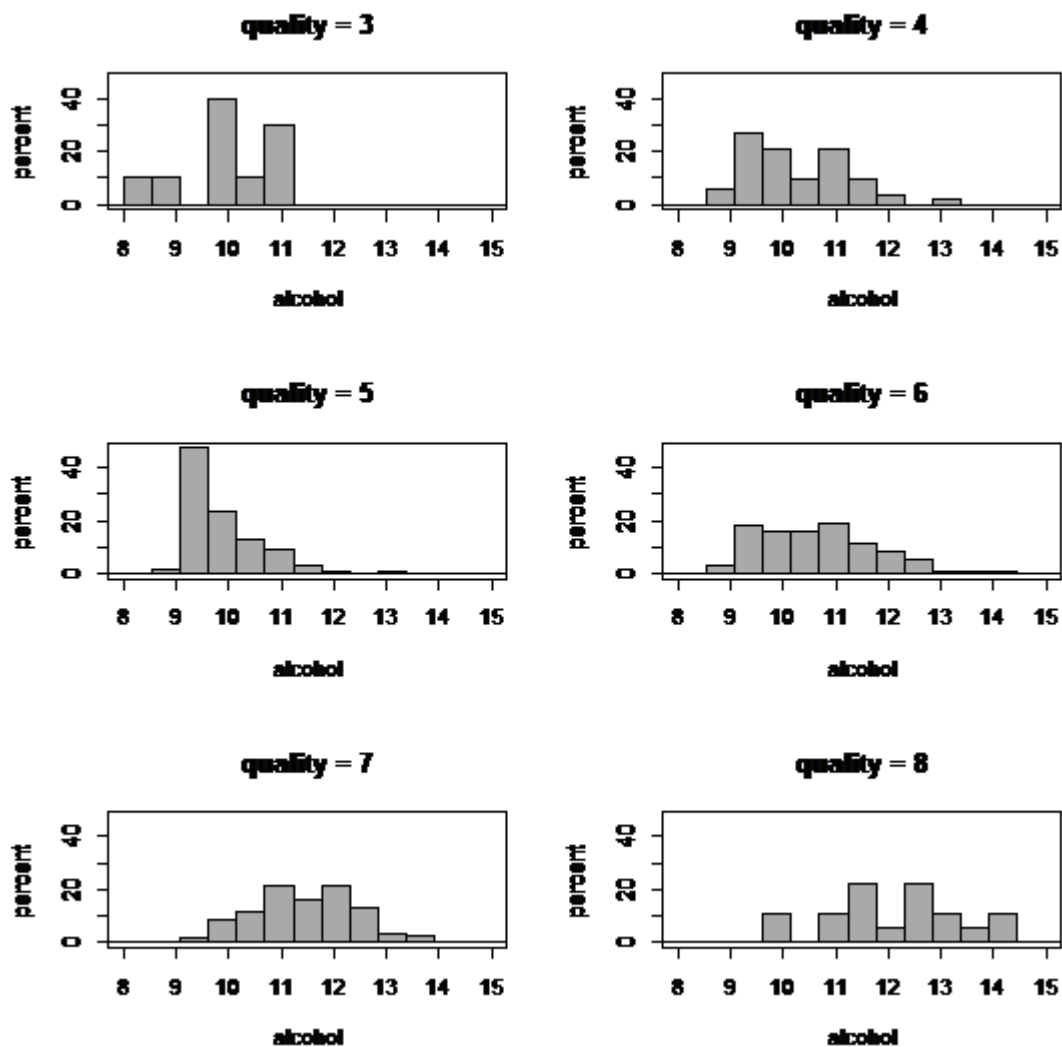 quality = 3
percent
0 20 40
8 9 10 11 12 13 14 15
alcohol
quality = 4
percent
0 20 40
8 9 10 11 12 13 14 15
alcohol
quality = 5
percent
0 20 40
8 9 10 11 12 13 14 15
alcohol
quality = 6
percent
0 20 40
8 9 10 11 12 13 14 15
alcohol
quality = 7
percent
0 20 40
8 9 10 11 12 13 14 15
alcohol
quality = 8
percent
0 20 40
8 9 10 11 12 13 14 15
alcohol